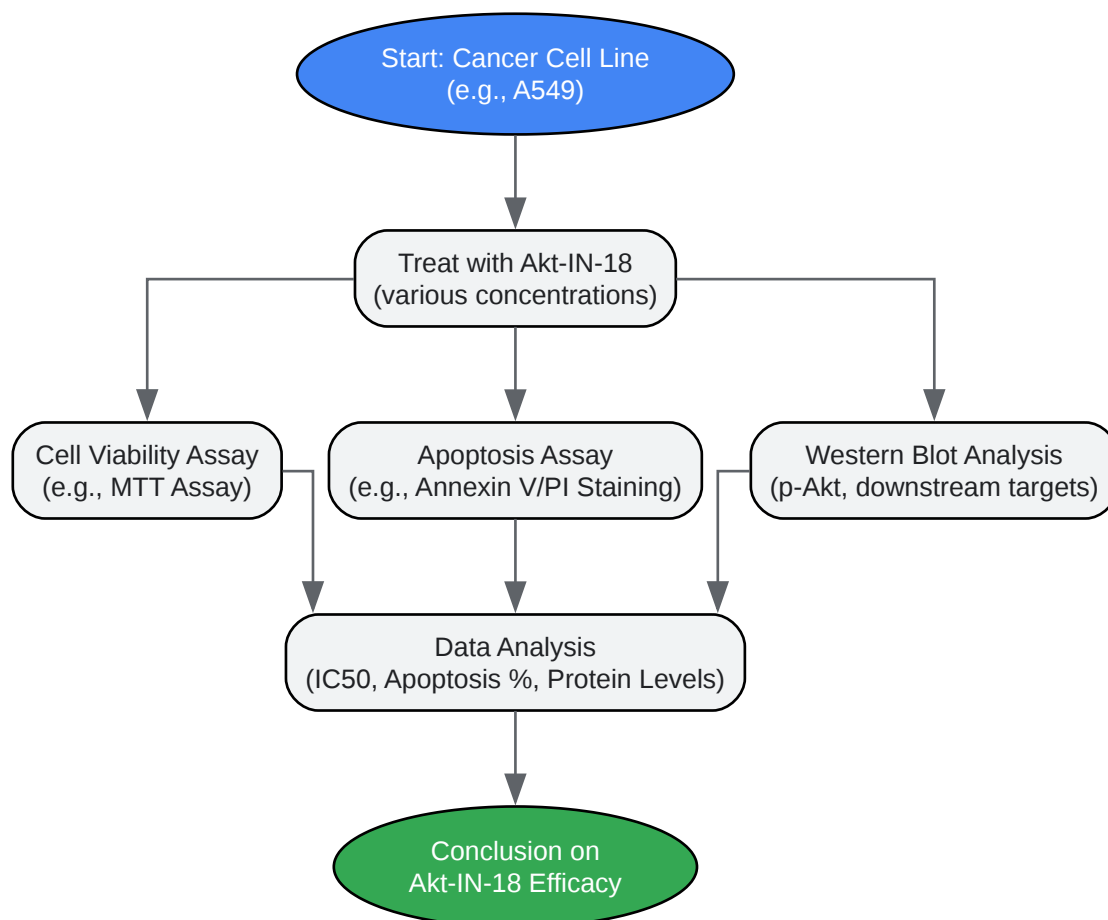 Start: Cancer Cell Line
(e.g., A549)
Treat with Akt-IN-18
(various concentrations)
Cell Viability Assay
(e.g., MTT Assay)
Apoptosis Assay
(e.g., Annexin V/PI Staining)
Western Blot Analysis
(p-Akt, downstream targets)
Data Analysis
(IC50, Apoptosis %, Protein Levels)
Conclusion on
Akt-IN-18 Efficacy